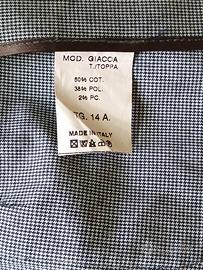 MOD. GIACCA
T./TOPPA
60% COT.
38% POL.
2% PC.
TG. 14 A.
MADE IN ITALY